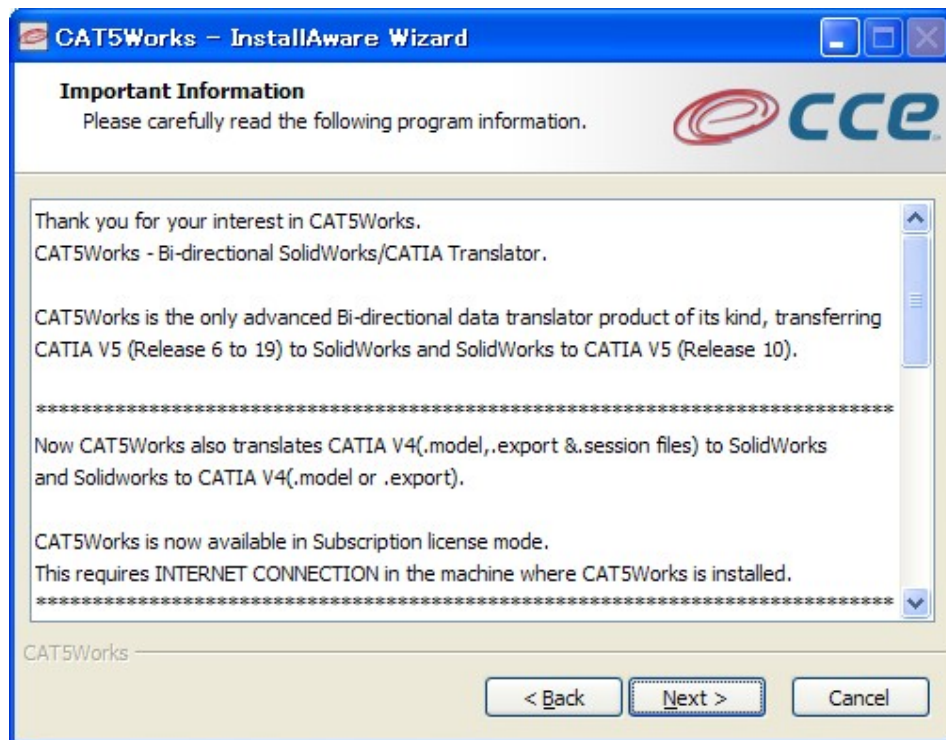 CAT5Works - InstallAware Wizard
Important Information
Please carefully read the following program information.
cce
Thank you for your interest in CAT5Works.
CAT5Works - Bi-directional SolidWorks/CATIA Translator.
CAT5Works is the only advanced Bi-directional data translator product of its kind, transferring
CATIA V5 (Release 6 to 19) to SolidWorks and SolidWorks to CATIA V5 (Release 10).
******************************************************************************
Now CAT5Works also translates CATIA V4(.model,.export &.session files) to SolidWorks
and Solidworks to CATIA V4(.model or .export).
CAT5Works is now available in Subscription license mode.
This requires INTERNET CONNECTION in the machine where CAT5Works is installed.
******************************************************************************
CAT5Works
< Back
Next >
Cancel